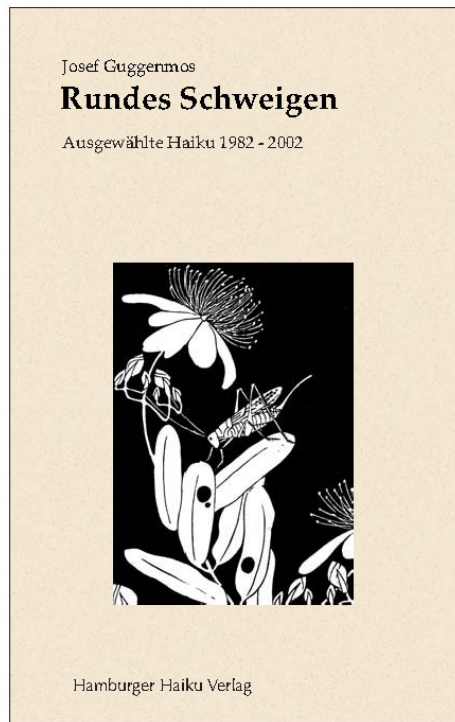 Josef Guggenmos
Rundes Schweigen
Ausgewählte Haiku 1982 - 2002
Hamburger Haiku Verlag